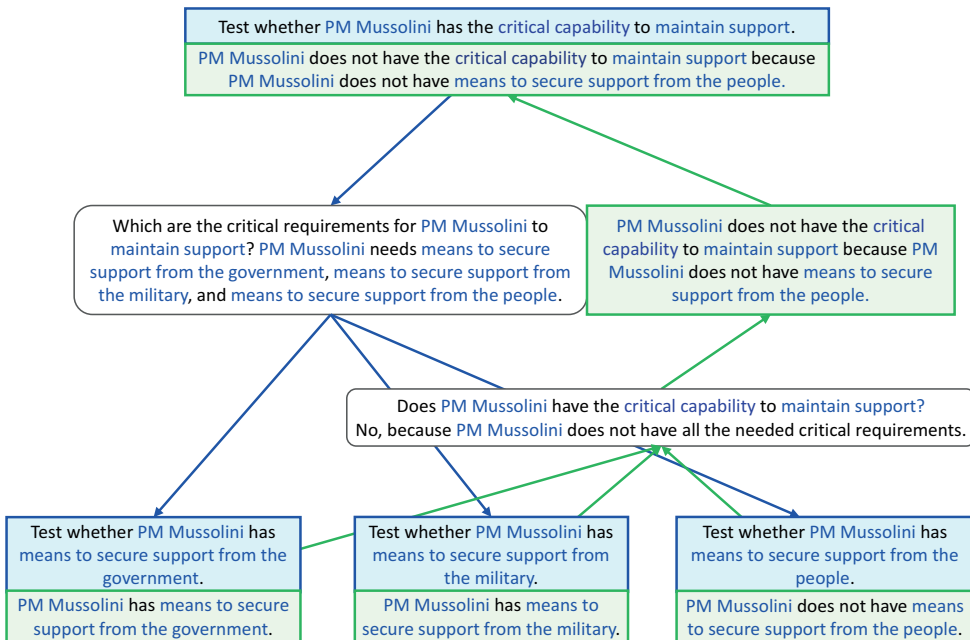 Test whether PM Mussolini has the critical capability to maintain support.
PM Mussolini does not have the critical capability to maintain support because
PM Mussolini does not have means to secure support from the people.
Which are the critical requirements for PM Mussolini to
maintain support? PM Mussolini needs means to secure
support from the government, means to secure support from
the military, and means to secure support from the people.
PM Mussolini does not have the critical
capability to maintain support because PM
Mussolini does not have means to secure
support from the people.
Does PM Mussolini have the critical capability to maintain support?
No, because PM Mussolini does not have all the needed critical requirements.
Test whether PM Mussolini has
means to secure support from the
government.
PM Mussolini has means to secure
support from the government.
Test whether PM Mussolini has
means to secure support from
the military.
PM Mussolini has means to
secure support from the military.
Test whether PM Mussolini has
means to secure support from the
people.
PM Mussolini does not have means
to secure support from the people.